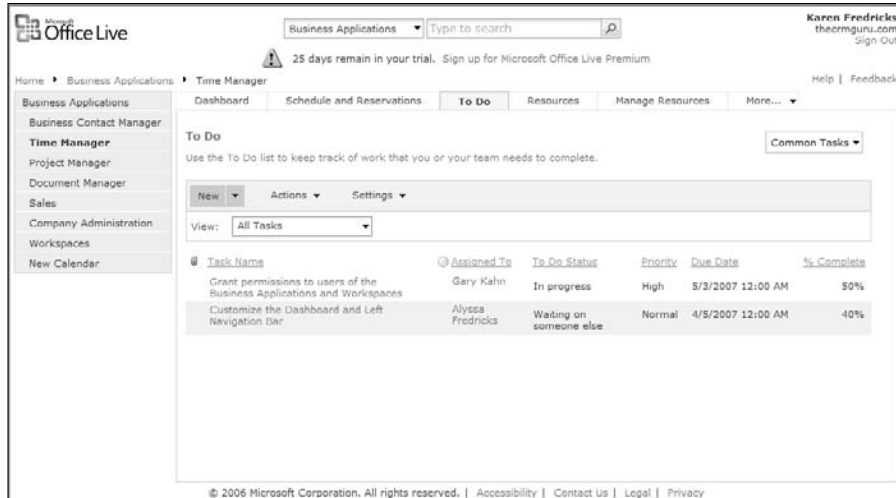 Microsoft
Office Live
Business Applications
Type to search
Karen Fredricks
thecrmguru.com
Sign Out
25 days remain in your trial. Sign up for Microsoft Office Live Premium
Home Business Applications Time Manager
Help | Feedback
Business Applications
Business Contact Manager
Time Manager
Project Manager
Document Manager
Sales
Company Administration
Workspaces
New Calendar
Dashboard Schedule and Reservations To Do Resources Manage Resources More...
To Do
Use the To Do list to keep track of work that you or your team needs to complete.
Common Tasks
New Actions Settings
View: All Tasks
Task Name Assigned To To Do Status Priority Due Date % Complete
Grant permissions to users of the Business Applications and Workspaces Gary Kahn In progress High 5/3/2007 12:00 AM 50%
Customize the Dashboard and Left Navigation Bar Alyssa Fredricks Waiting on someone else Normal 4/5/2007 12:00 AM 40%
© 2006 Microsoft Corporation. All rights reserved. | Accessibility | Contact Us | Legal | Privacy